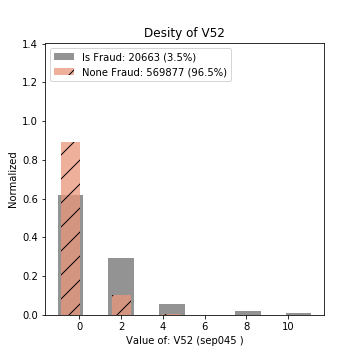 Desity of V52
Is Fraud: 20663 (3.5%)
None Fraud: 569877 (96.5%)
1.4
1.2
1.0
0.8
0.6
0.4
0.2
0.0
Normalized
0 2 4 6 8 10
Value of: V52 (sep045 )